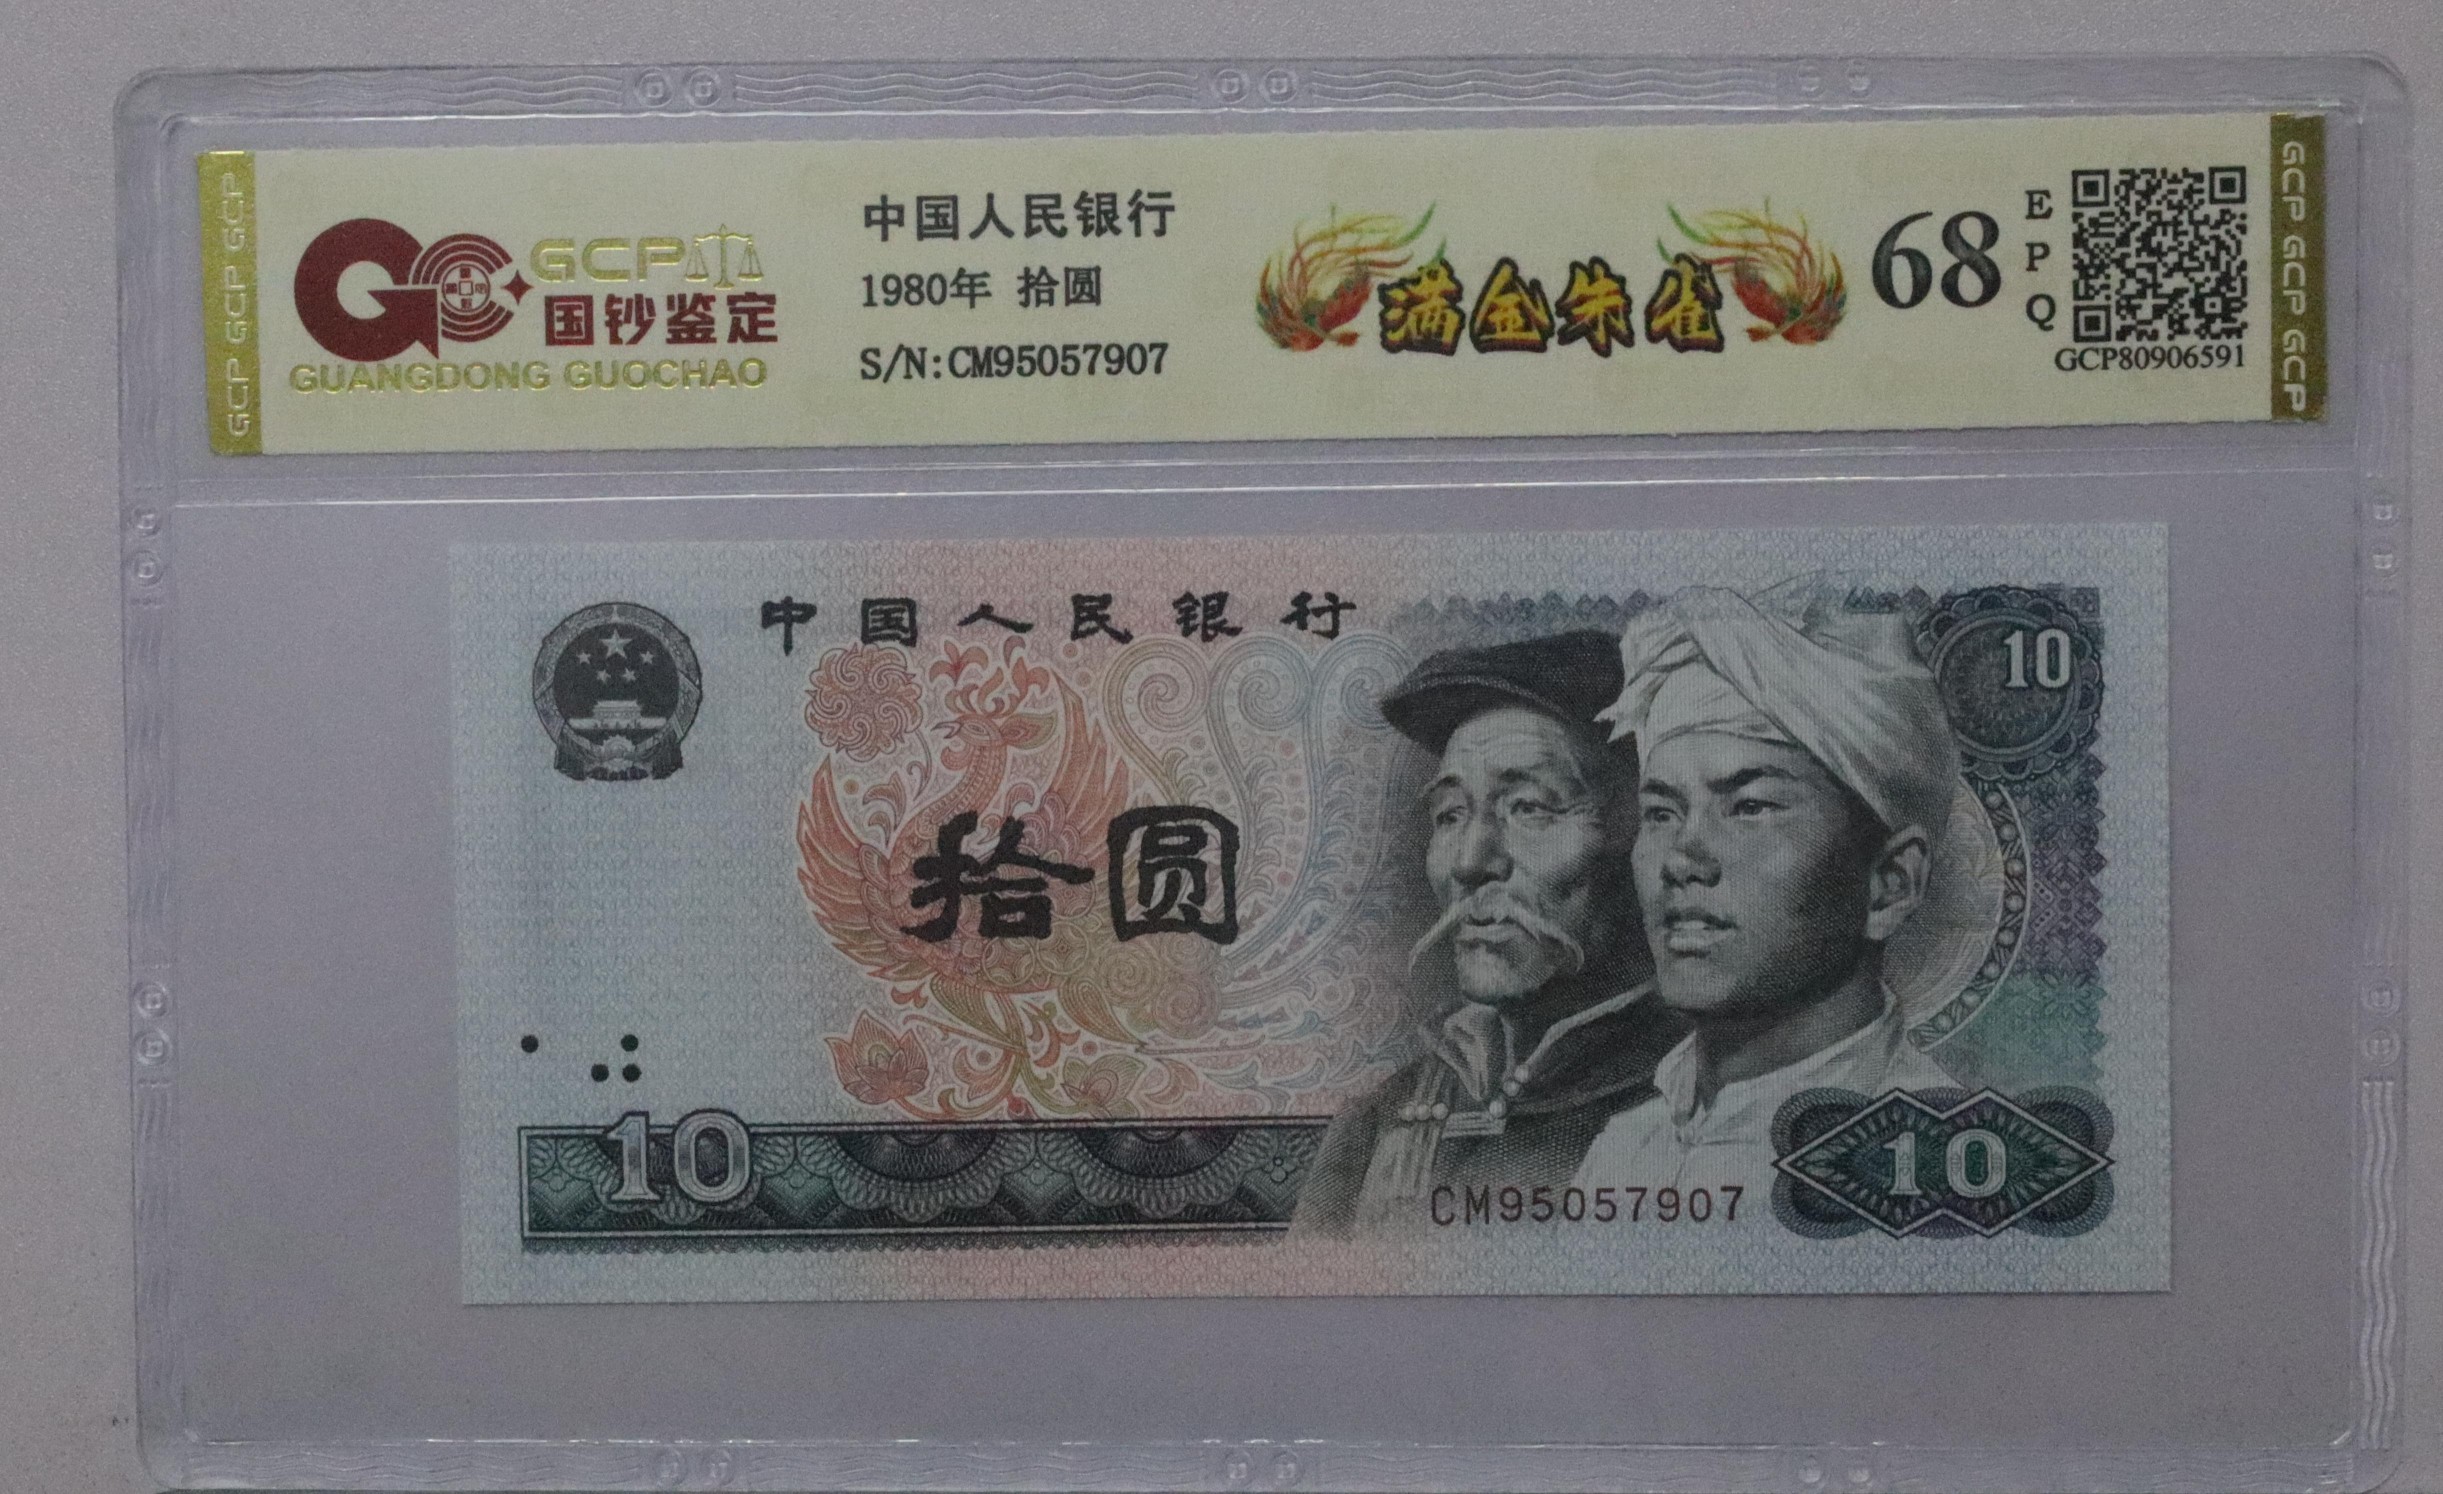 GCP GCP GCP
GCP
国钞鉴定
GUANGDONG GUOCHAO
中国人民银行
1980年 拾圆
S/N:CM95057907
满金朱雀
68
E
P
Q
GCP80906591
GCP GCP GCP
中国人民银行
10
拾圆
10
CM95057907
10